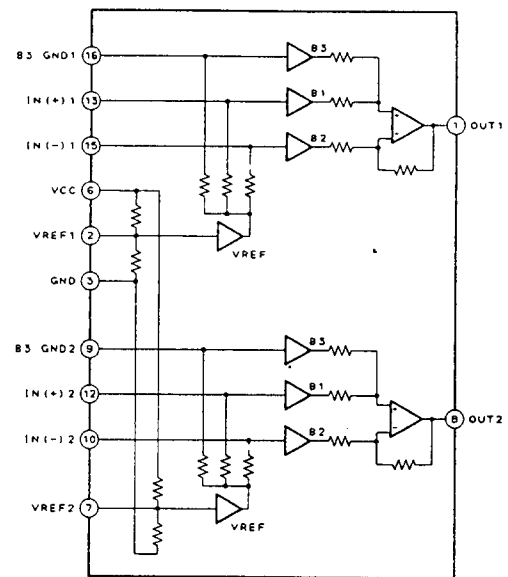 B3 GND1 16
B3
IN(+)1 13
B1
1 OUT1
IN(-)1 15
B2
VCC 6
VREF1 2
VREF
GND 3
B3 GND2 9
B3
IN(+)2 12
B1
8 OUT2
IN(-)2 10
B2
VREF2 7
VREF